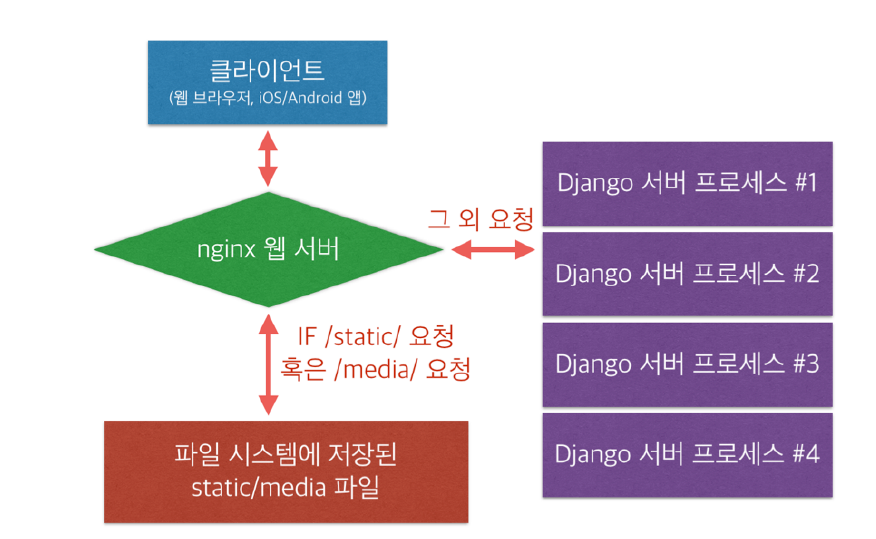 클라이언트
(웹 브라우저, iOS/Android 앱)
nginx 웹 서버
그 외 요청
Django 서버 프로세스 #1
Django 서버 프로세스 #2
Django 서버 프로세스 #3
Django 서버 프로세스 #4
IF /static/ 요청
혹은 /media/ 요청
파일 시스템에 저장된
static/media 파일